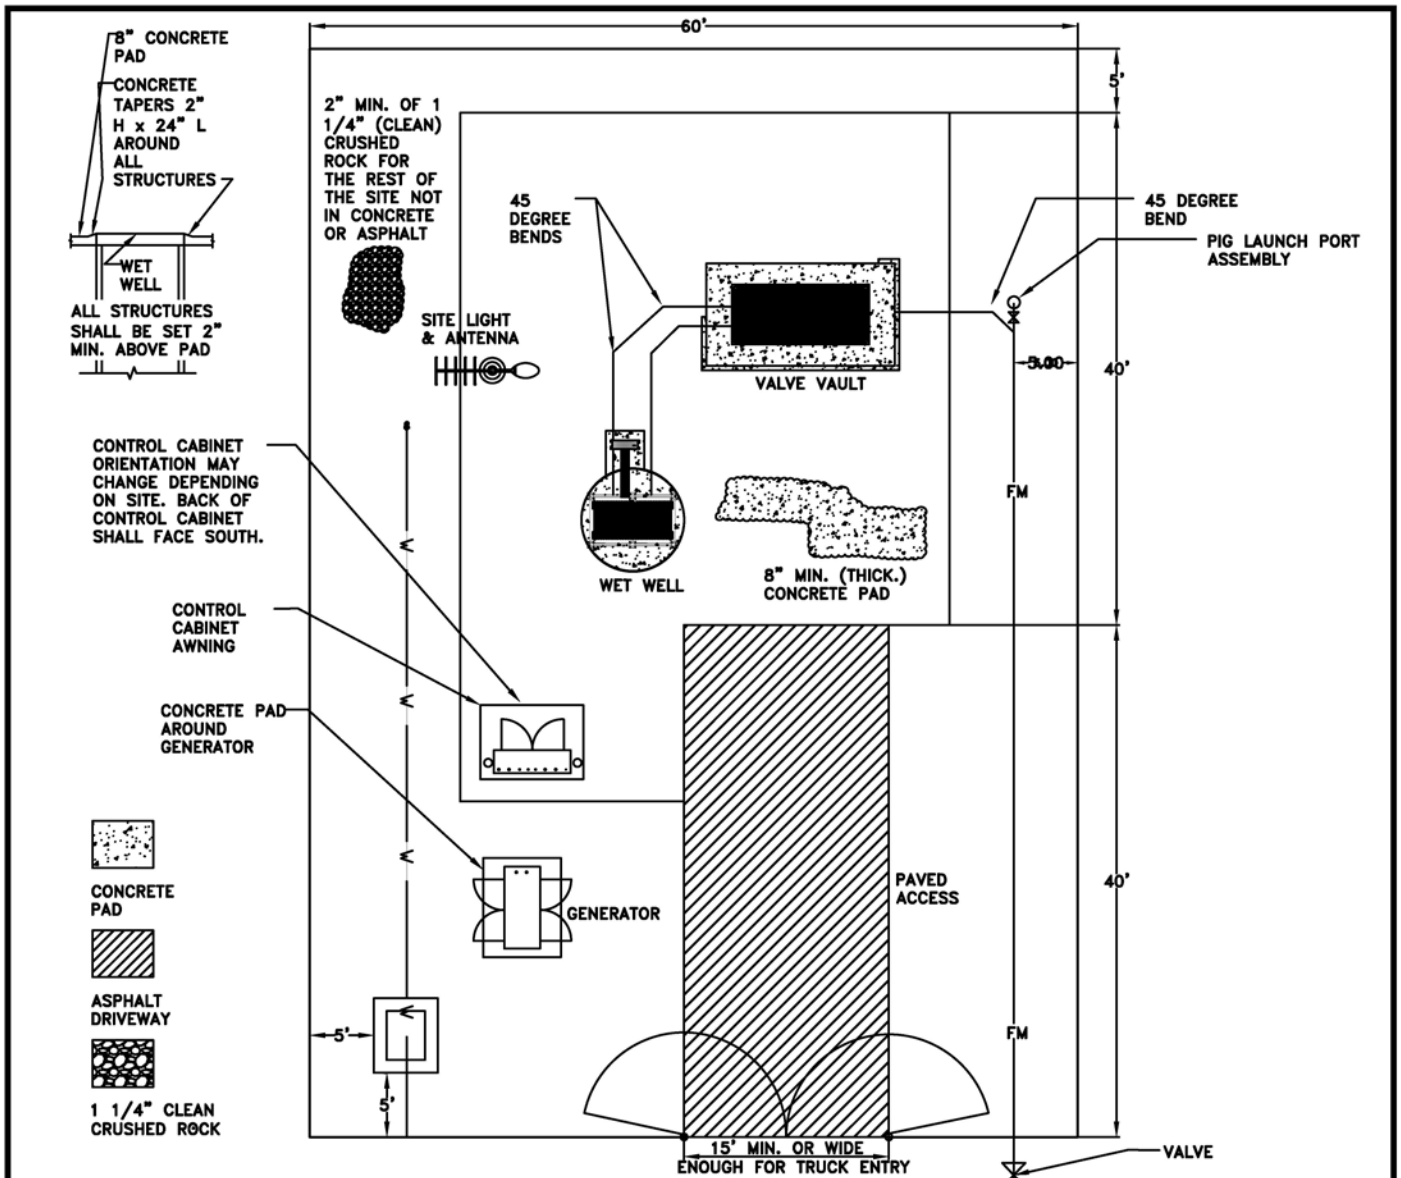 60'
8" CONCRETE
PAD
CONCRETE
TAPERS 2"
H x 24" L
AROUND
ALL
STRUCTURES
WET
WELL
ALL STRUCTURES
SHALL BE SET 2"
MIN. ABOVE PAD
2" MIN. OF 1
1/4" (CLEAN)
CRUSHED
ROCK FOR
THE REST OF
THE SITE NOT
IN CONCRETE
OR ASPHALT
5'
45
DEGREE
BENDS
45 DEGREE
BEND
PIG LAUNCH PORT
ASSEMBLY
SITE LIGHT
& ANTENNA
VALVE VAULT
40'
CONTROL CABINET
ORIENTATION MAY
CHANGE DEPENDING
ON SITE. BACK OF
CONTROL CABINET
SHALL FACE SOUTH.
W
FM
WET WELL
8" MIN. (THICK.)
CONCRETE PAD
CONTROL
CABINET
AWNING
W
CONCRETE PAD
AROUND
GENERATOR
W
GENERATOR
PAVED
ACCESS
40'
CONCRETE
PAD
ASPHALT
DRIVEWAY
W
5'
FM
5'
1 1/4" CLEAN
CRUSHED ROCK
15' MIN. OR WIDE
ENOUGH FOR TRUCK ENTRY
VALVE